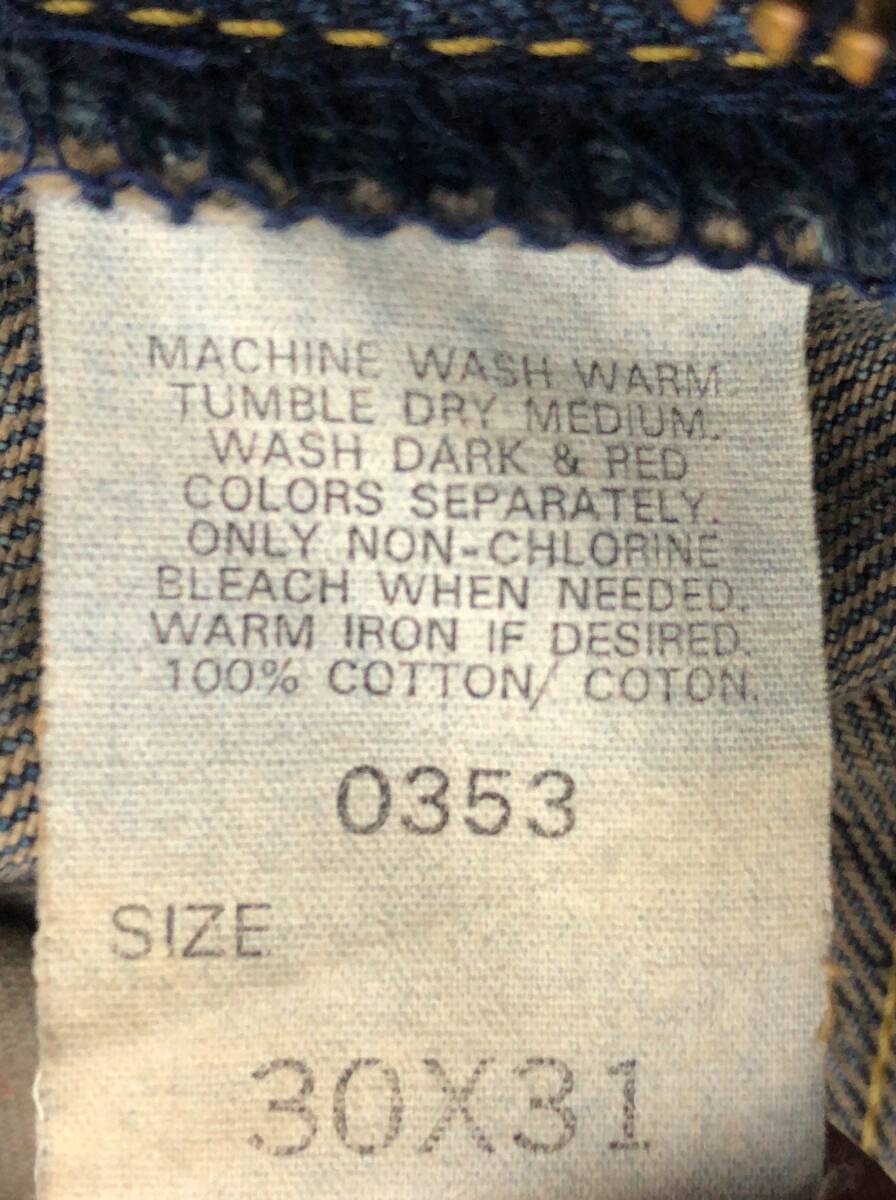 MACHINE WASH WARM.
TUMBLE DRY MEDIUM.
WASH DARK & RED
COLORS SEPARATELY.
ONLY NON-CHLORINE
BLEACH WHEN NEEDED.
WARM IRON IF DESIRED.
100% COTTON/ COTON.
0353
SIZE
30X31